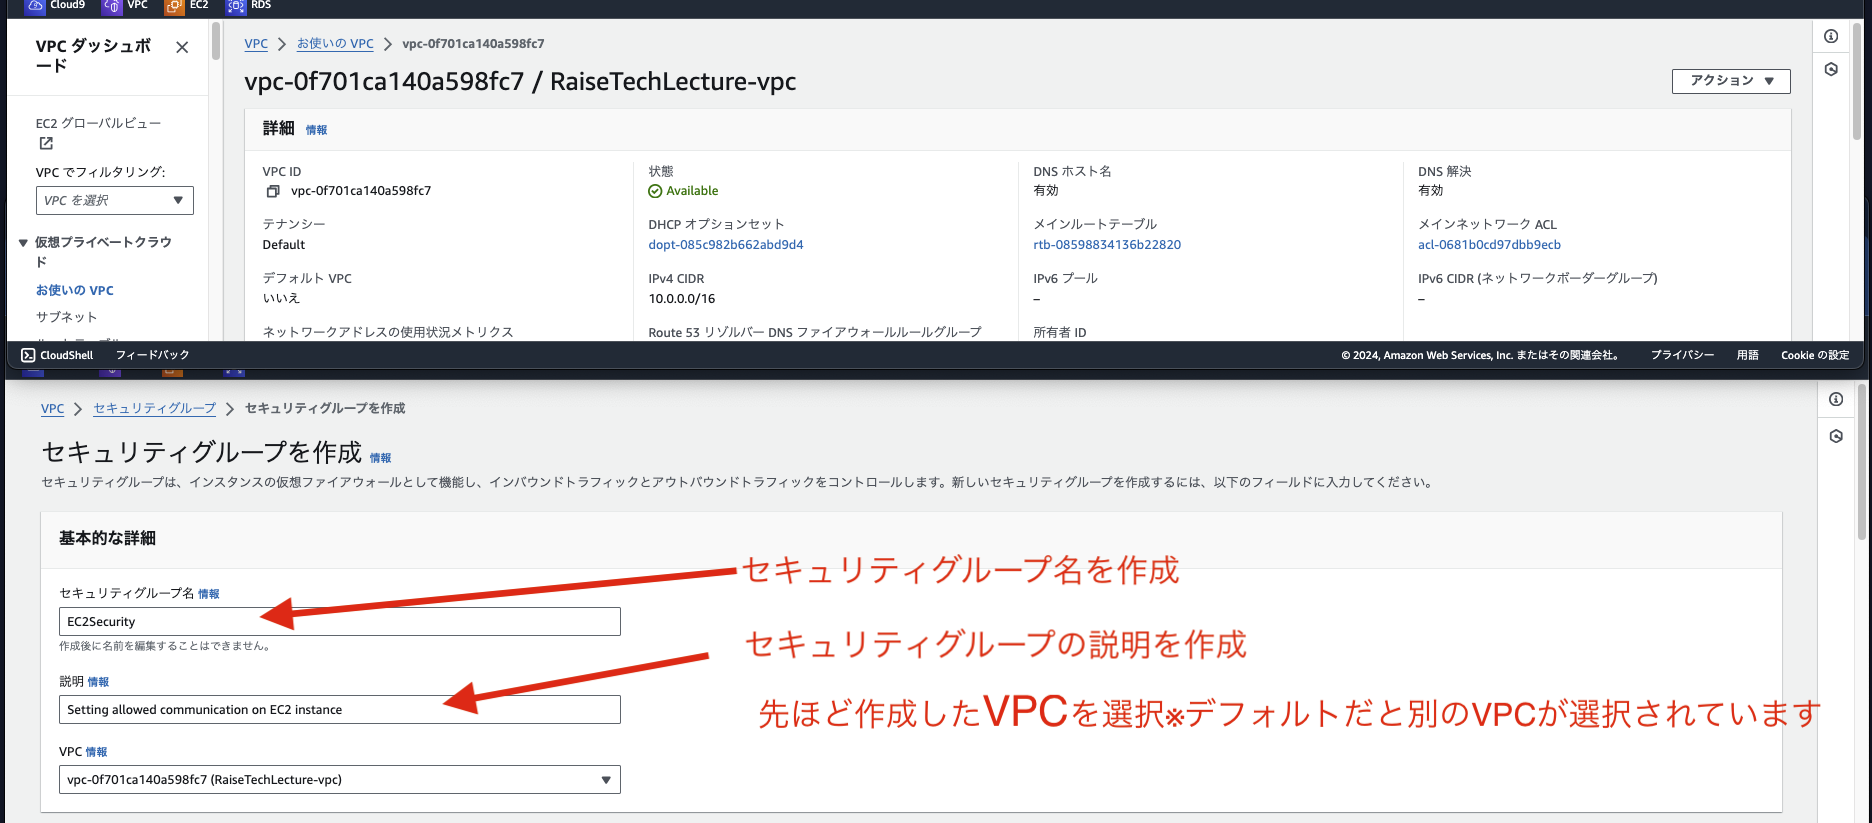 Cloud9 VPC EC2 RDS
VPC ダッシュボ
ード
EC2 グローバルビュー
VPC でフィルタリング:
VPC を選択
仮想プライベートクラウ
ド
お使いの VPC
サブネット
VPC > お使いの VPC > vpc-0f701ca140a598fc7
vpc-0f701ca140a598fc7 / RaiseTechLecture-vpc
アクション
詳細 情報
VPC ID
vpc-0f701ca140a598fc7
状態
Available
DNS ホスト名
有効
DNS 解決
有効
テナンシー
Default
DHCP オプションセット
dopt-085c982b662abd9d4
メインルートテーブル
rtb-08598834136b22820
メインネットワーク ACL
acl-0681b0cd97dbb9ecb
デフォルト VPC
いいえ
IPv4 CIDR
10.0.0.0/16
IPv6 プール
–
IPv6 CIDR (ネットワークボーダーグループ)
–
ネットワークアドレスの使用状況メトリクス
Route 53 リゾルバー DNS ファイアウォールルールグループ
所有者 ID
CloudShell フィードバック
© 2024, Amazon Web Services, Inc. またはその関連会社。 プライバシー 用語 Cookie の設定
VPC > セキュリティグループ > セキュリティグループを作成
セキュリティグループを作成 情報
セキュリティグループは、インスタンスの仮想ファイアウォールとして機能し、インバウンドトラフィックとアウトバウンドトラフィックをコントロールします。新しいセキュリティグループを作成するには、以下のフィールドに入力してください。
基本的な詳細
セキュリティグループ名を作成
セキュリティグループ名 情報
EC2Security
作成後に名前を編集することはできません。
セキュリティグループの説明を作成
説明 情報
Setting allowed communication on EC2 instance
先ほど作成したVPCを選択※デフォルトだと別のVPCが選択されています
VPC 情報
vpc-0f701ca140a598fc7 (RaiseTechLecture-vpc)